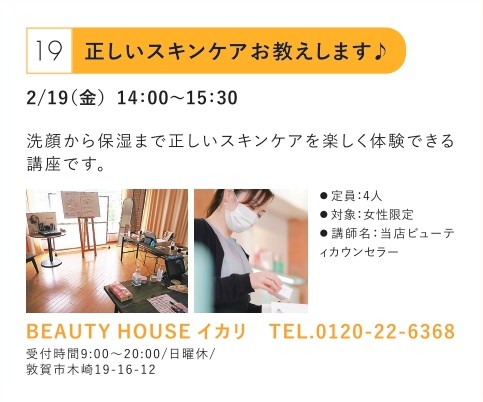 19 正しいスキンケアお教えします♪
2/19(金) 14:00〜15:30
洗顔から保湿まで正しいスキンケアを楽しく体験できる
講座です。
●定員:4人
●対象:女性限定
●講師名:当店ビューテ
ィカウンセラー
BEAUTY HOUSE イカリ TEL.0120-22-6368
受付時間9:00〜20:00/日曜休/
敦賀市木崎19-16-12